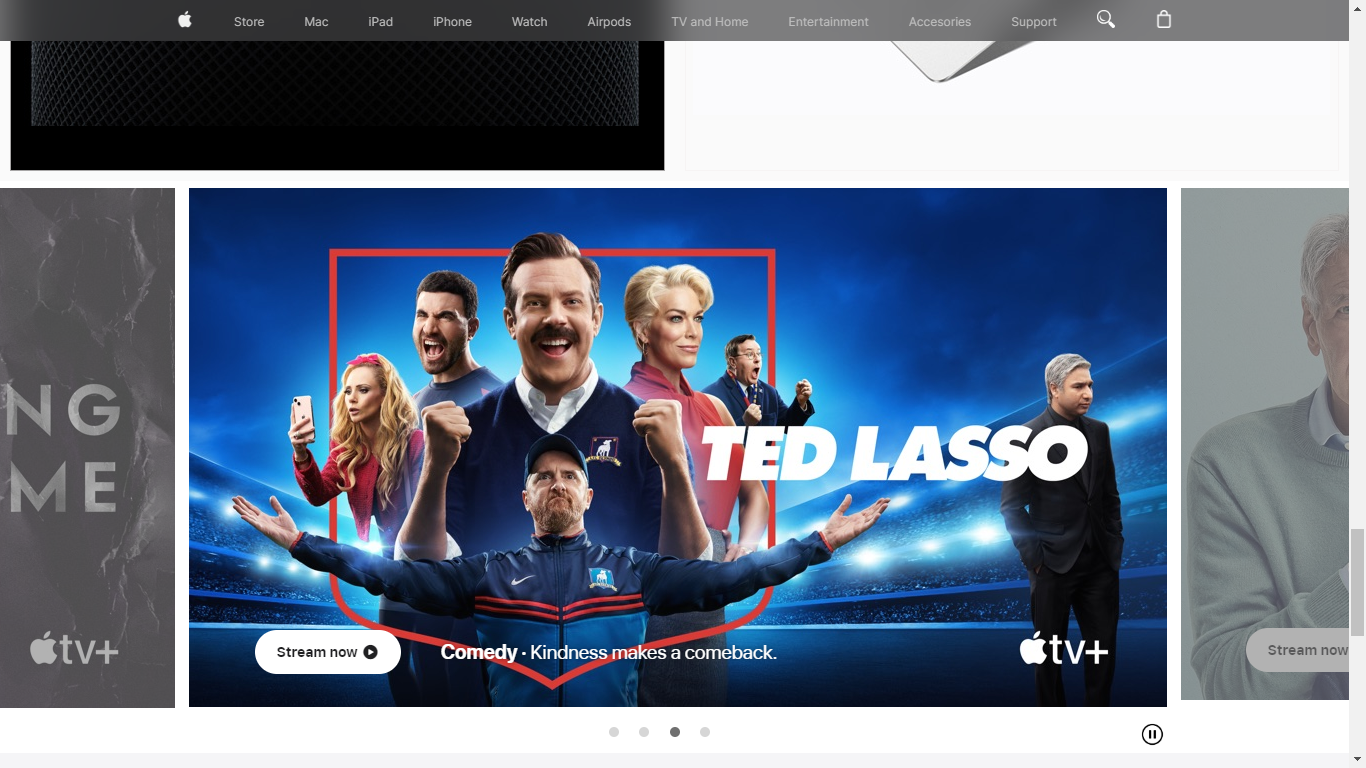 Store Mac iPad iPhone Watch Airpods TV and Home Entertainment Accesories Support
TED LASSO
NG
ME
tv+
Stream now
Comedy · Kindness makes a comeback.
tv+
Stream now